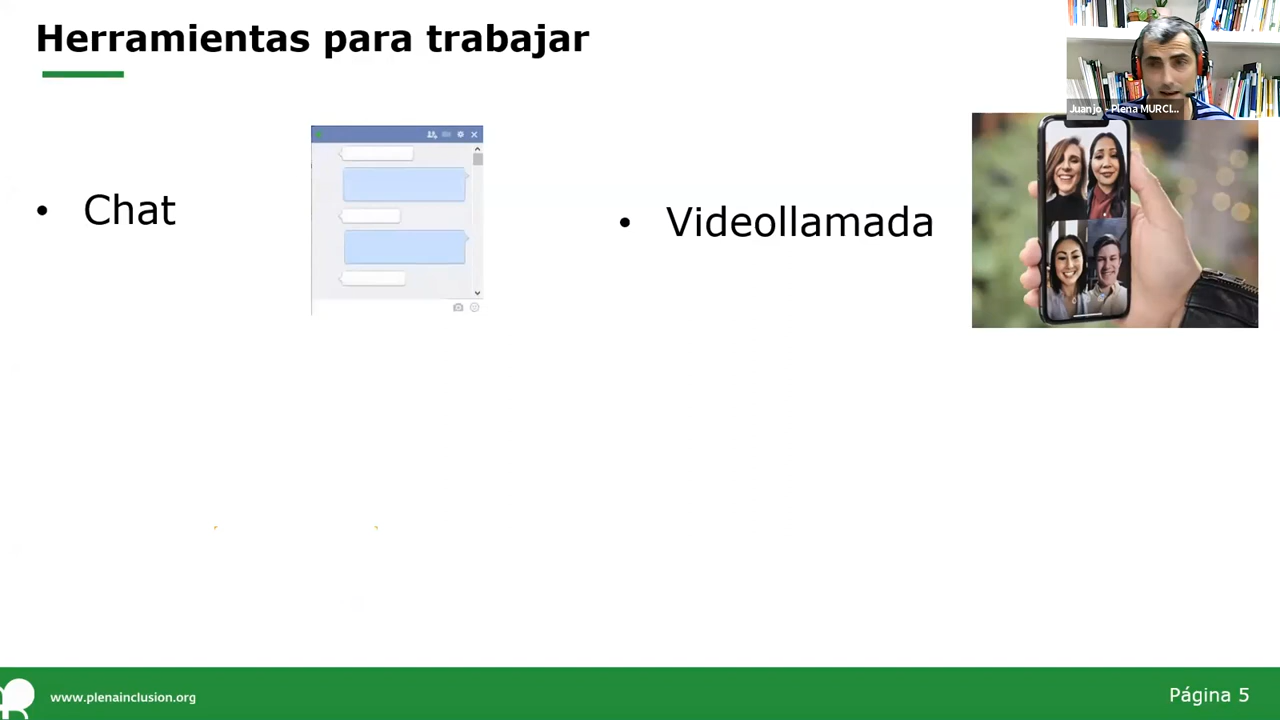 Herramientas para trabajar
Juanjo - Plena MURCI...
• Chat
• Videollamada
www.plenainclusion.org
Página 5